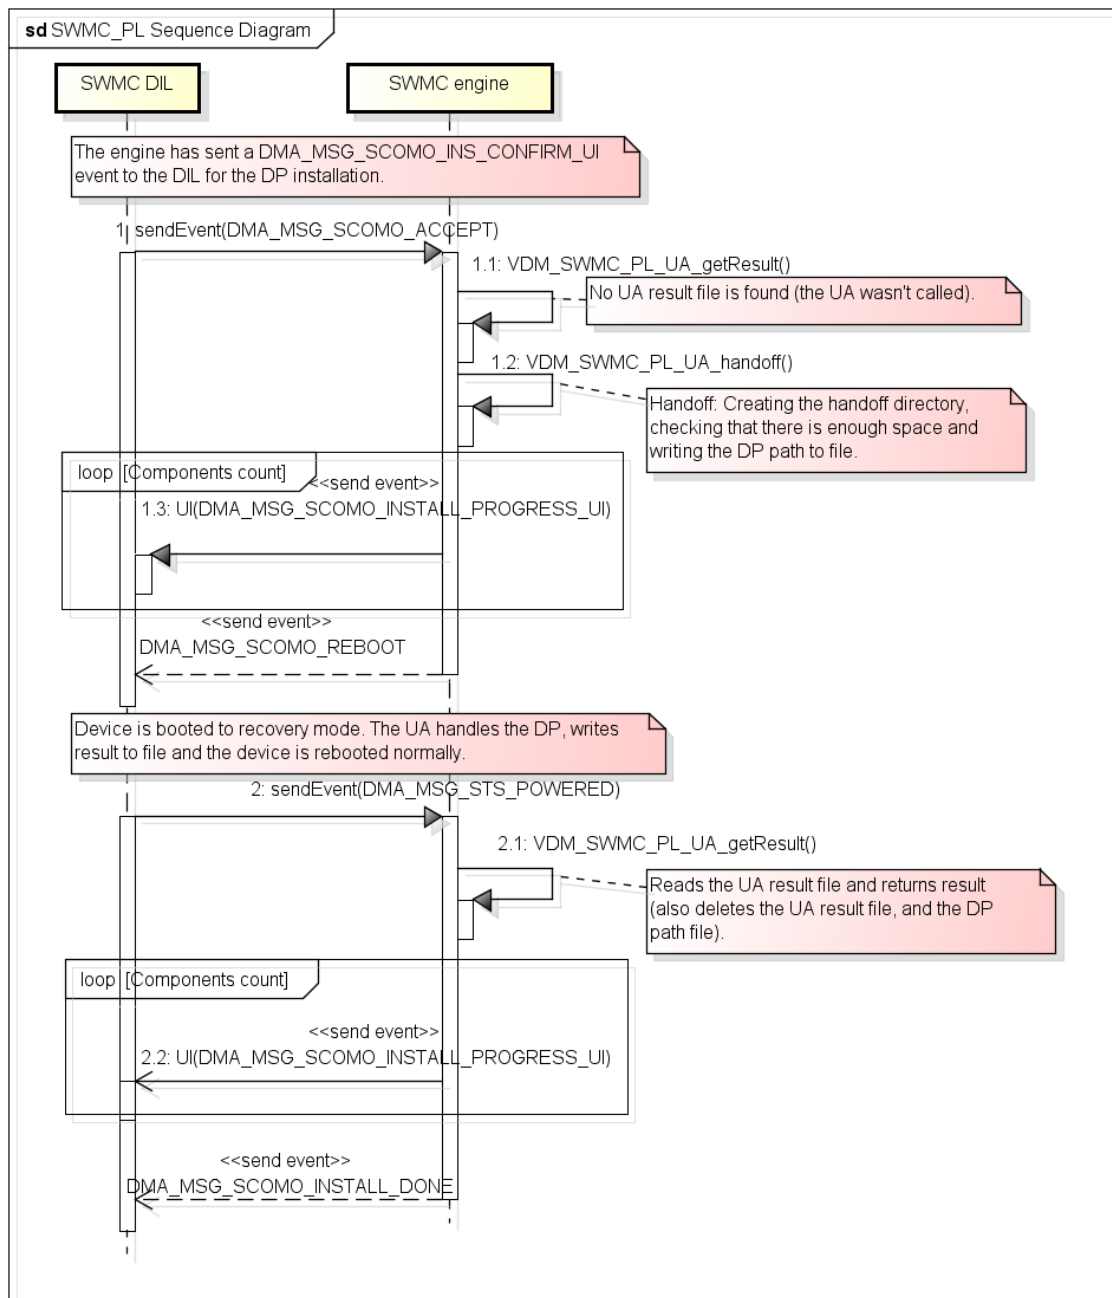 sd SWMC_PL Sequence Diagram
SWMC DIL
SWMC engine
The engine has sent a DMA_MSG_SCOMO_INS_CONFIRM_UI
event to the DIL for the DP installation.
1: sendEvent(DMA_MSG_SCOMO_ACCEPT)
1.1: VDM_SWMC_PL_UA_getResult()
No UA result file is found (the UA wasn't called).
1.2: VDM_SWMC_PL_UA_handoff()
Handoff: Creating the handoff directory,
checking that there is enough space and
writing the DP path to file.
loop [Components count]
<<send event>>
1.3: UI(DMA_MSG_SCOMO_INSTALL_PROGRESS_UI)
<<send event>>
DMA_MSG_SCOMO_REBOOT
Device is booted to recovery mode. The UA handles the DP, writes
result to file and the device is rebooted normally.
2: sendEvent(DMA_MSG_STS_POWERED)
2.1: VDM_SWMC_PL_UA_getResult()
Reads the UA result file and returns result
(also deletes the UA result file, and the DP
path file).
loop [Components count]
<<send event>>
2.2: UI(DMA_MSG_SCOMO_INSTALL_PROGRESS_UI)
<<send event>>
DMA_MSG_SCOMO_INSTALL_DONE